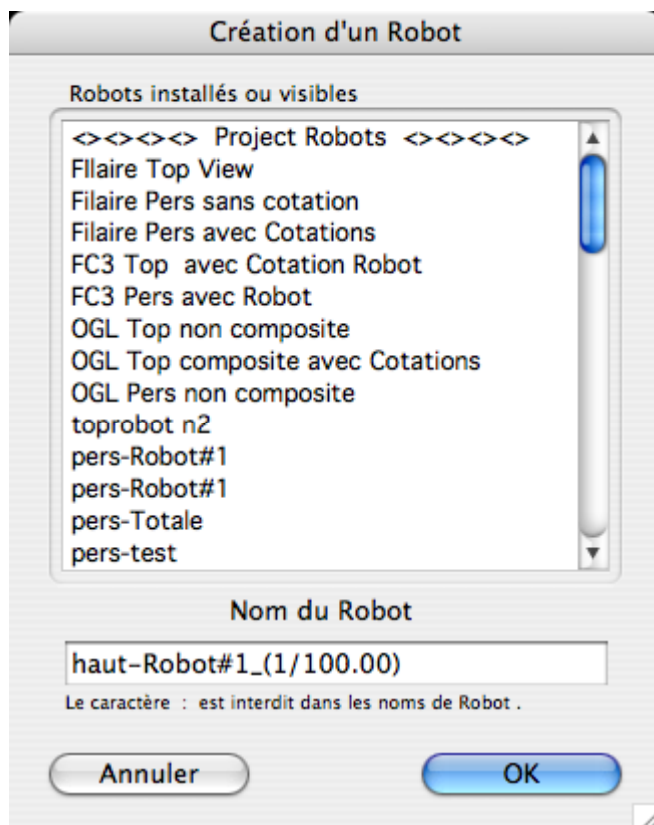 Création d'un Robot
Robots installés ou visibles
<><><><> Project Robots <><><><>
FIlaire Top View
Filaire Pers sans cotation
Filaire Pers avec Cotations
FC3 Top avec Cotation Robot
FC3 Pers avec Robot
OGL Top non composite
OGL Top composite avec Cotations
OGL Pers non composite
toprobot n2
pers-Robot#1
pers-Robot#1
pers-Totale
pers-test
Nom du Robot
haut-Robot#1_(1/100.00)
Le caractère : est interdit dans les noms de Robot .
Annuler
OK